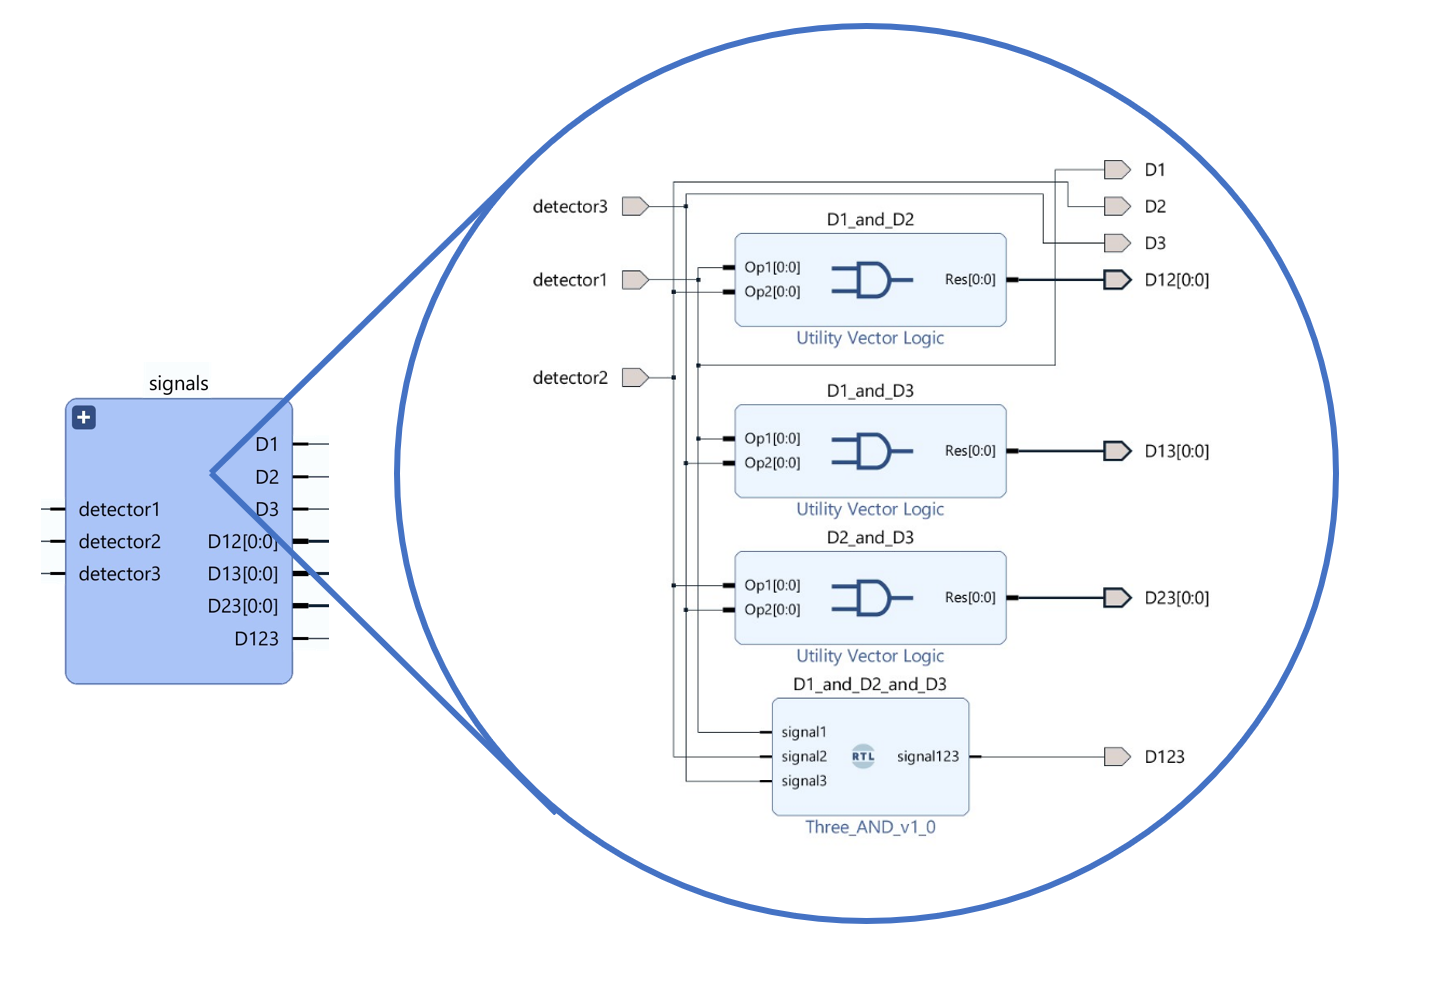 signals
D1
D2
D3
detector1
detector2
detector3
D12[0:0]
D13[0:0]
D23[0:0]
D123
detector3
detector1
detector2
D1_and_D2
Op1[0:0]
Op2[0:0]
Res[0:0]
Utility Vector Logic
D1_and_D3
Op1[0:0]
Op2[0:0]
Res[0:0]
Utility Vector Logic
D2_and_D3
Op1[0:0]
Op2[0:0]
Res[0:0]
Utility Vector Logic
D1_and_D2_and_D3
signal1
signal2
signal3
RTL
signal123
Three_AND_v1_0
D1
D2
D3
D12[0:0]
D13[0:0]
D23[0:0]
D123